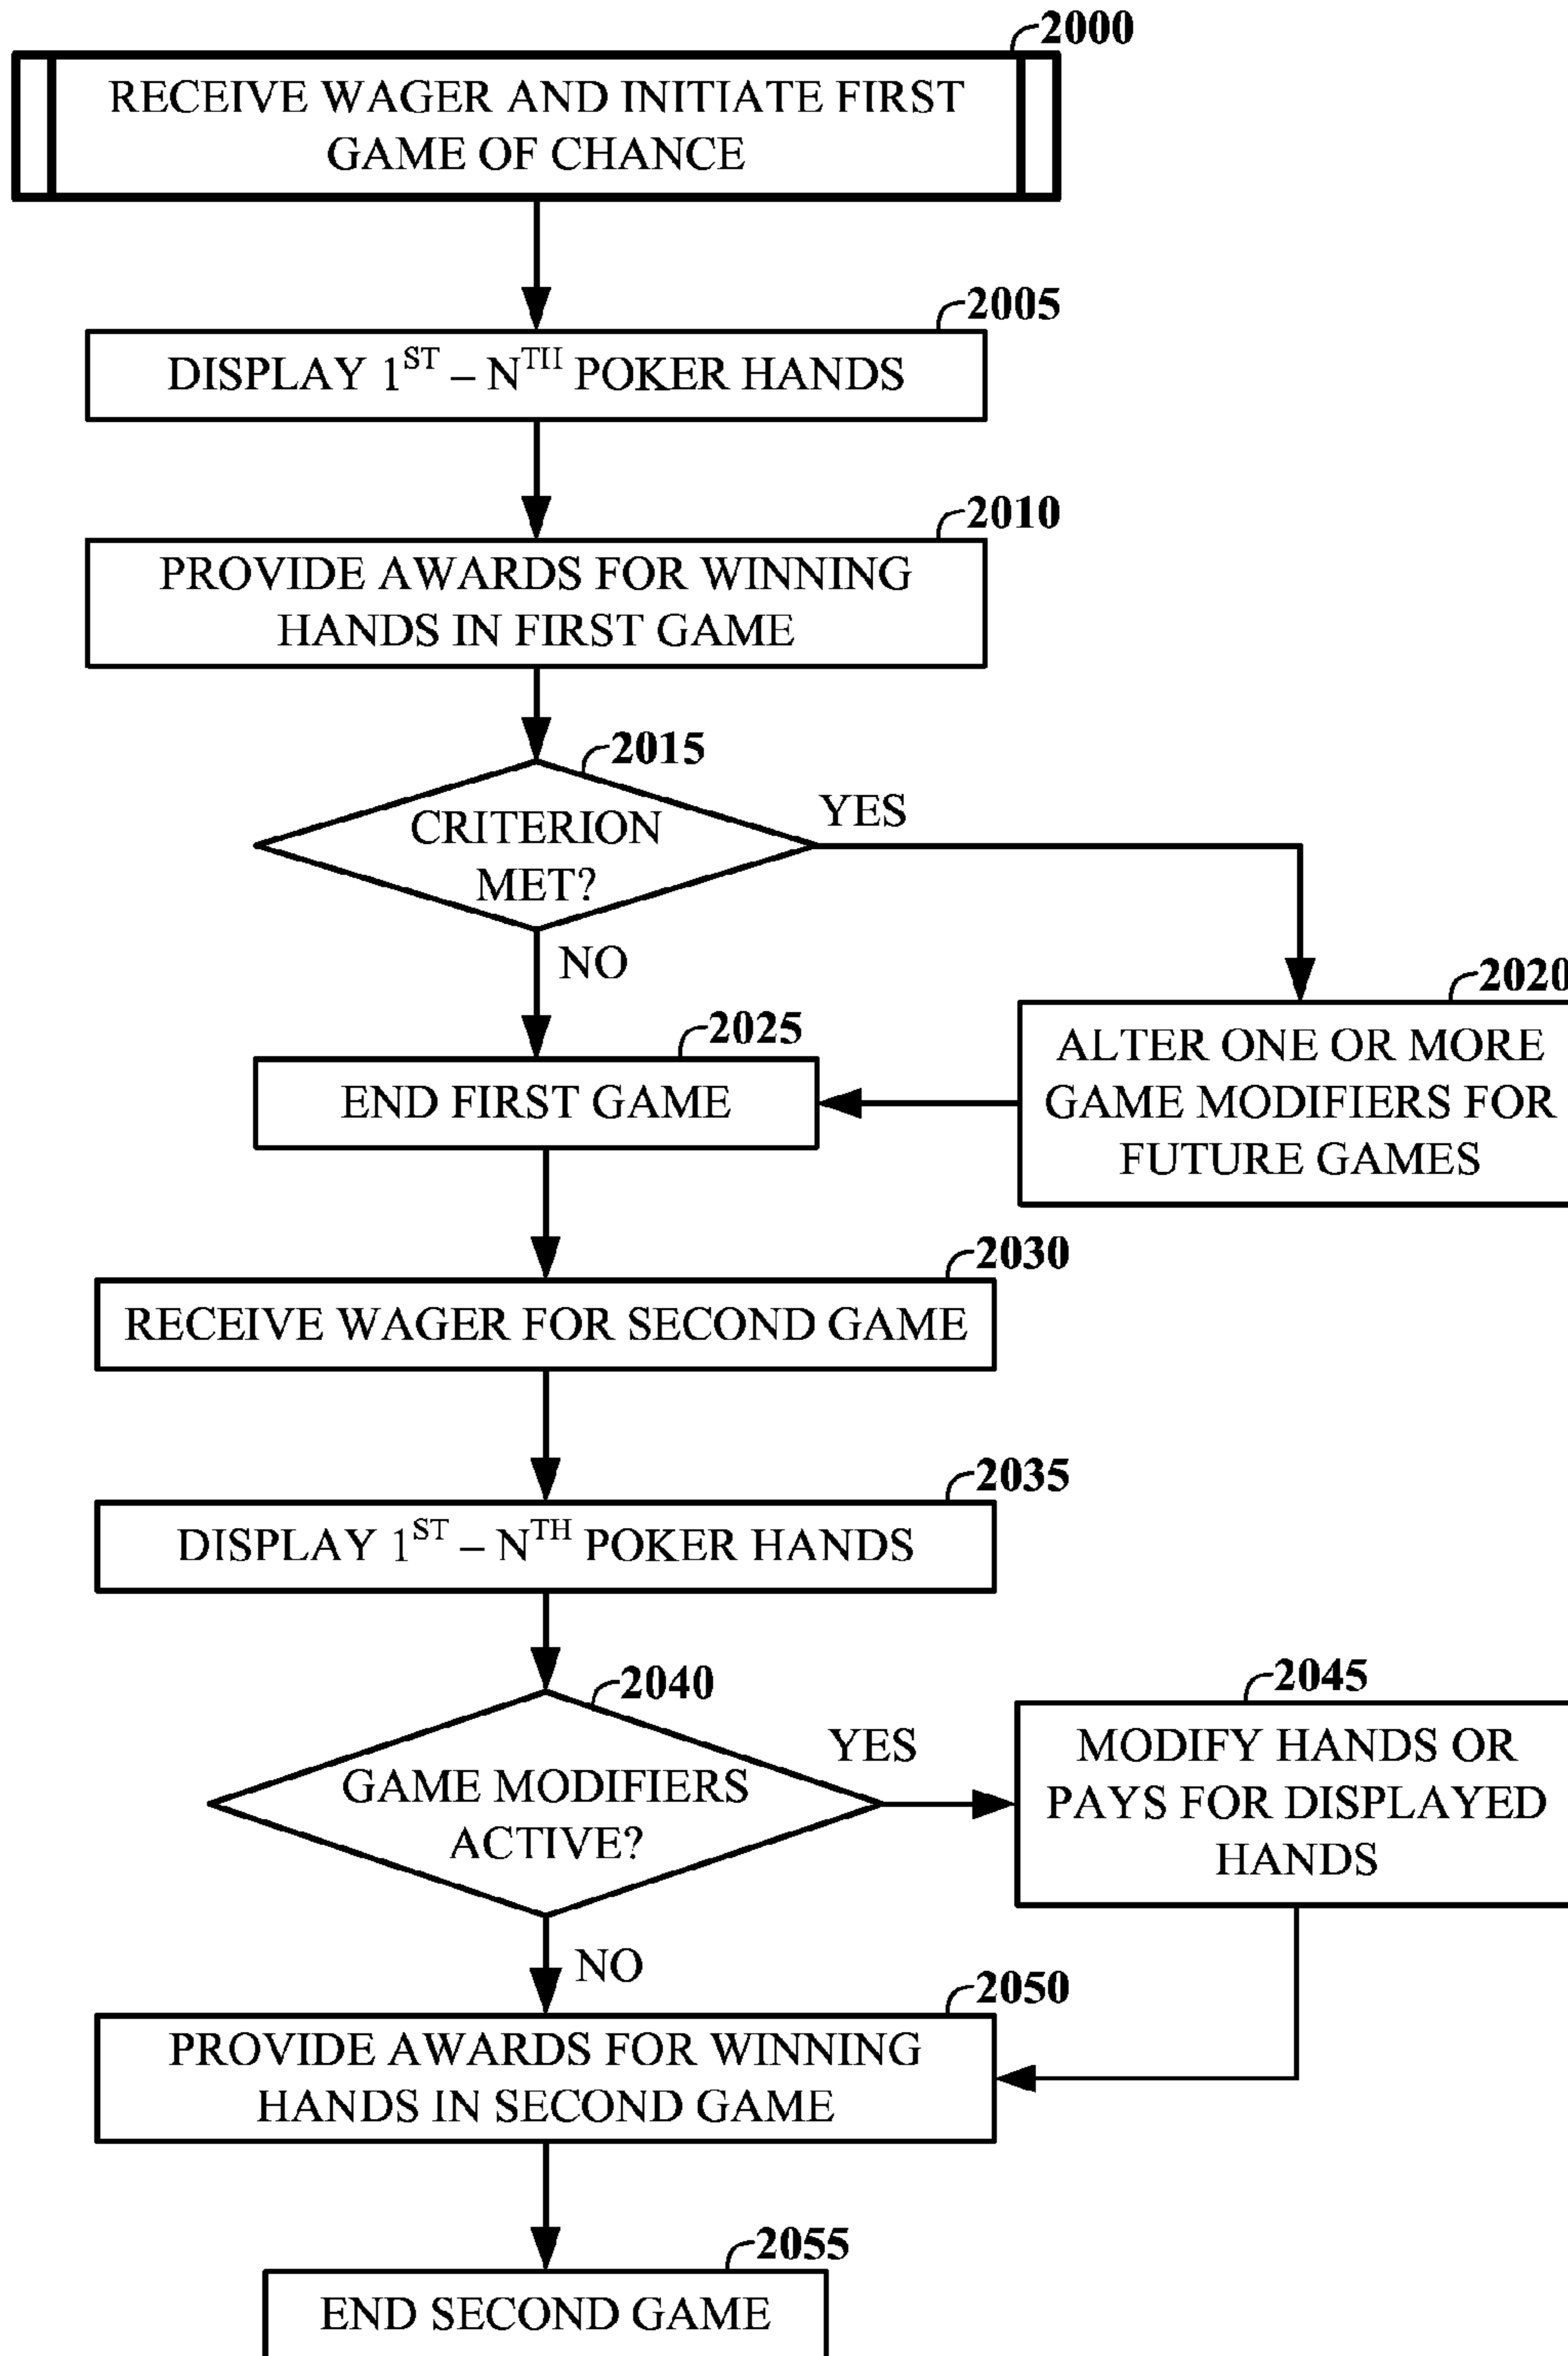 2000
RECEIVE WAGER AND INITIATE FIRST
GAME OF CHANCE
2005
DISPLAY 1ST – NTH POKER HANDS
2010
PROVIDE AWARDS FOR WINNING
HANDS IN FIRST GAME
2015
CRITERION
MET?
YES
NO
2020
ALTER ONE OR MORE
GAME MODIFIERS FOR
FUTURE GAMES
2025
END FIRST GAME
2030
RECEIVE WAGER FOR SECOND GAME
2035
DISPLAY 1ST – NTH POKER HANDS
2040
GAME MODIFIERS
ACTIVE?
YES
NO
2045
MODIFY HANDS OR
PAYS FOR DISPLAYED
HANDS
2050
PROVIDE AWARDS FOR WINNING
HANDS IN SECOND GAME
2055
END SECOND GAME